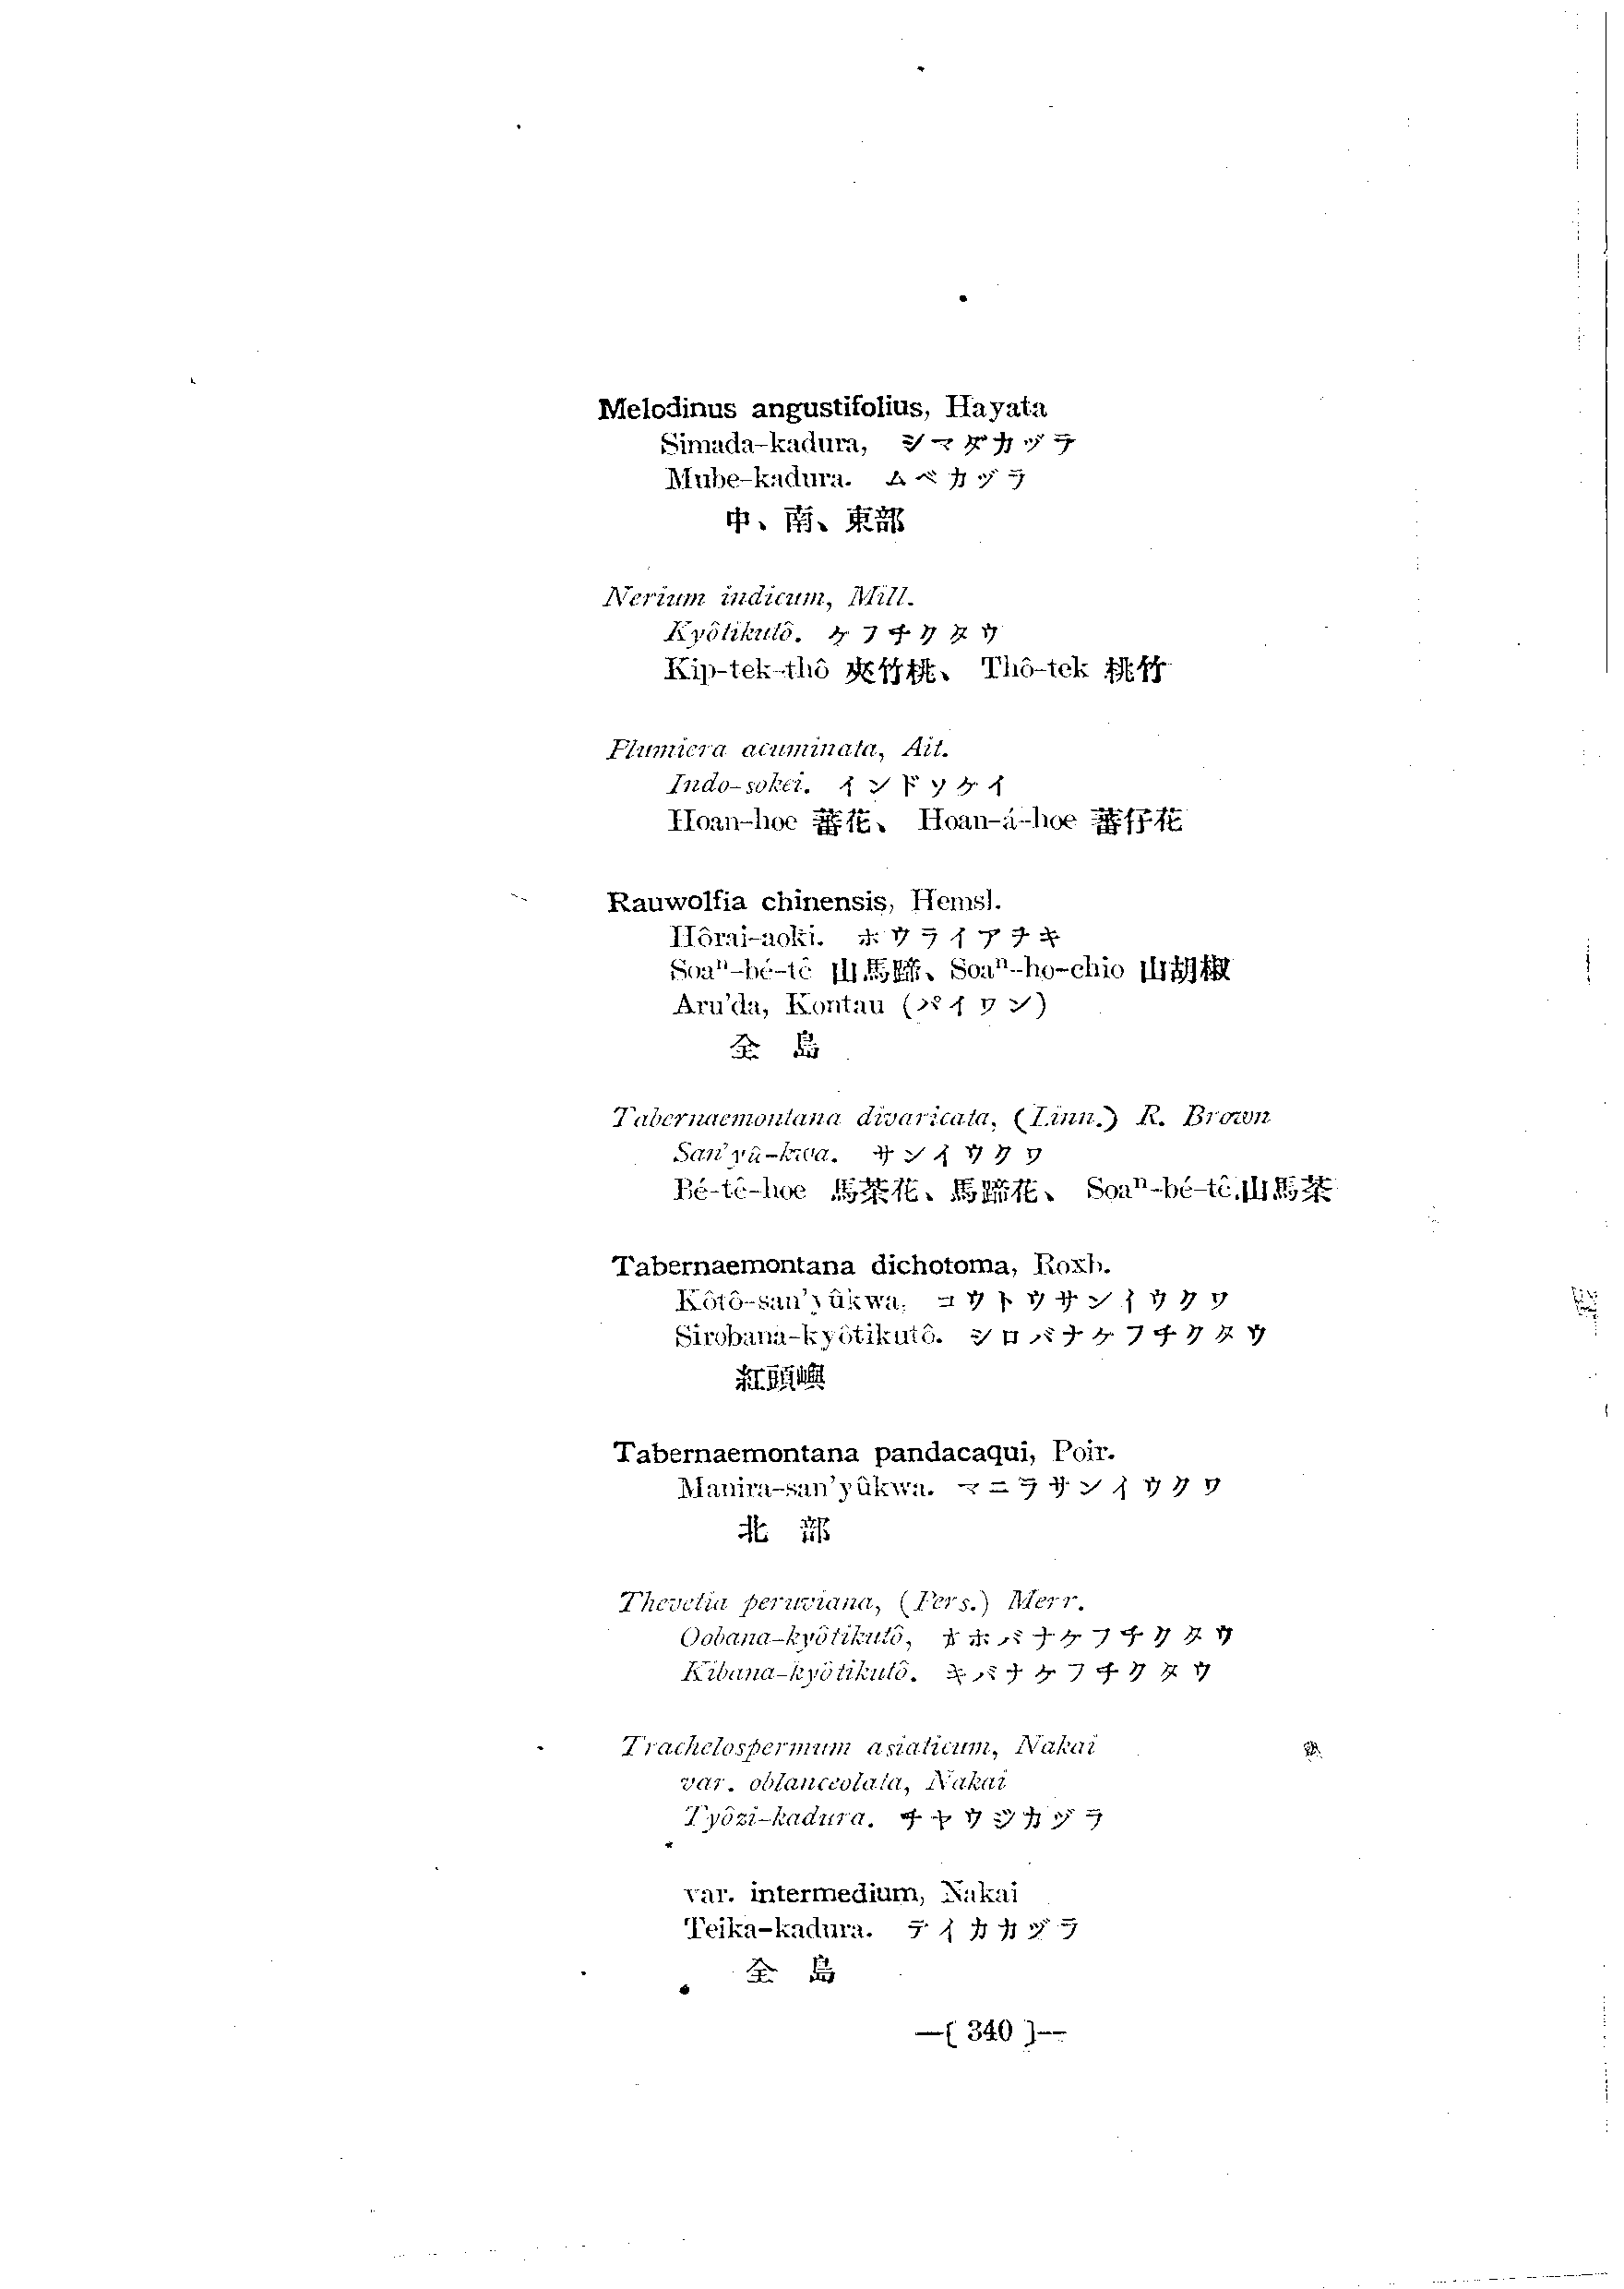 Melodinus angustifolius, Hayata
Simada-kadura, シマダカヅラ
Mube-kadura. ムベカヅラ
中、南、東部
Nerium indicum, Mill.
Kyôtikutô. ケフチクタウ
Kip-tek-thô 夾竹桃、 Thô-tek 桃竹
Plumiera acuminata, Ait.
Indo-sokei. インドソケイ
Hoan-hoe 蕃花、 Hoan-á-hoe 蕃仔花
Rauwolfia chinensis, Hemsl.
Hôrai-aoki. ホウライアヲキ
Soaⁿ-bé-tê 山馬蹄、Soaⁿ-ho-chio 山胡椒
Aru'da, Kontau (パイワン)
全 島
Tabernaemontana divaricata, (Linn.) R. Brown
San'yû-kwa. サンイウクワ
Bé-tê-hoe 馬茶花、馬蹄花、 Soaⁿ-bé-tê,山馬茶
Tabernaemontana dichotoma, Roxb.
Kôtô-san'yûkwa, コウトウサンイウクワ
Sirobana-kyôtikutô. シロバナケフチクタウ
紅頭嶼
Tabernaemontana pandacaqui, Poir.
Manira-san'yûkwa. マニラサンイウクワ
北 部
Thevetia peruviana, (Pers.) Merr.
Oobana-kyôtikutô, オホバナケフチクタウ
Kibana-kyôtikutô. キバナケフチクタウ
Trachelospermum asiaticum, Nakai
var. oblanceolata, Nakai
Tyôzi-kadura. チャウジカヅラ
var. intermedium, Nakai
Teika-kadura. テイカカヅラ
全 島
—( 340 )—